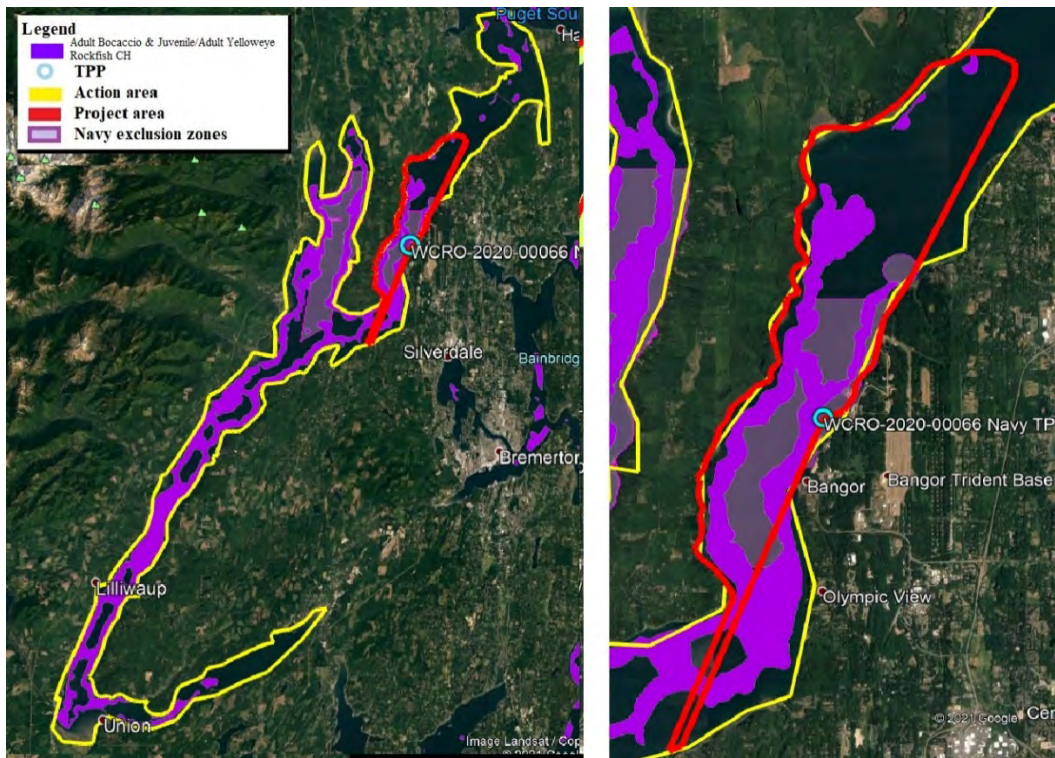 Puget Sou
Ha
Legend
Adult Bocaccio & Juvenile/Adult Yelloweye
Rockfish CH
TPP
Action area
Project area
Navy exclusion zones
WCRO-2020-00066 N
Silverdale
Bainbridg
Bremerton
Lilliwaup
Union
Image Landsat / Cop
WCRO-2020-00066 Navy TP
Bangor
Bangor Trident Base
Olympic View
© 2021 Google
Cer